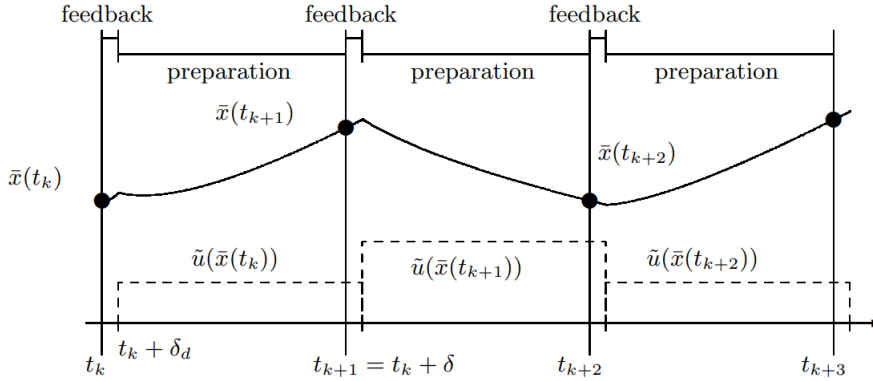 feedback feedback feedback
preparation preparation preparation
x̄(t_{k+1})
x̄(t_{k+2})
x̄(t_k)
ũ(x̄(t_k)) ũ(x̄(t_{k+1})) ũ(x̄(t_{k+2}))
t_k t_k + δ_d t_{k+1} = t_k + δ t_{k+2} t_{k+3}